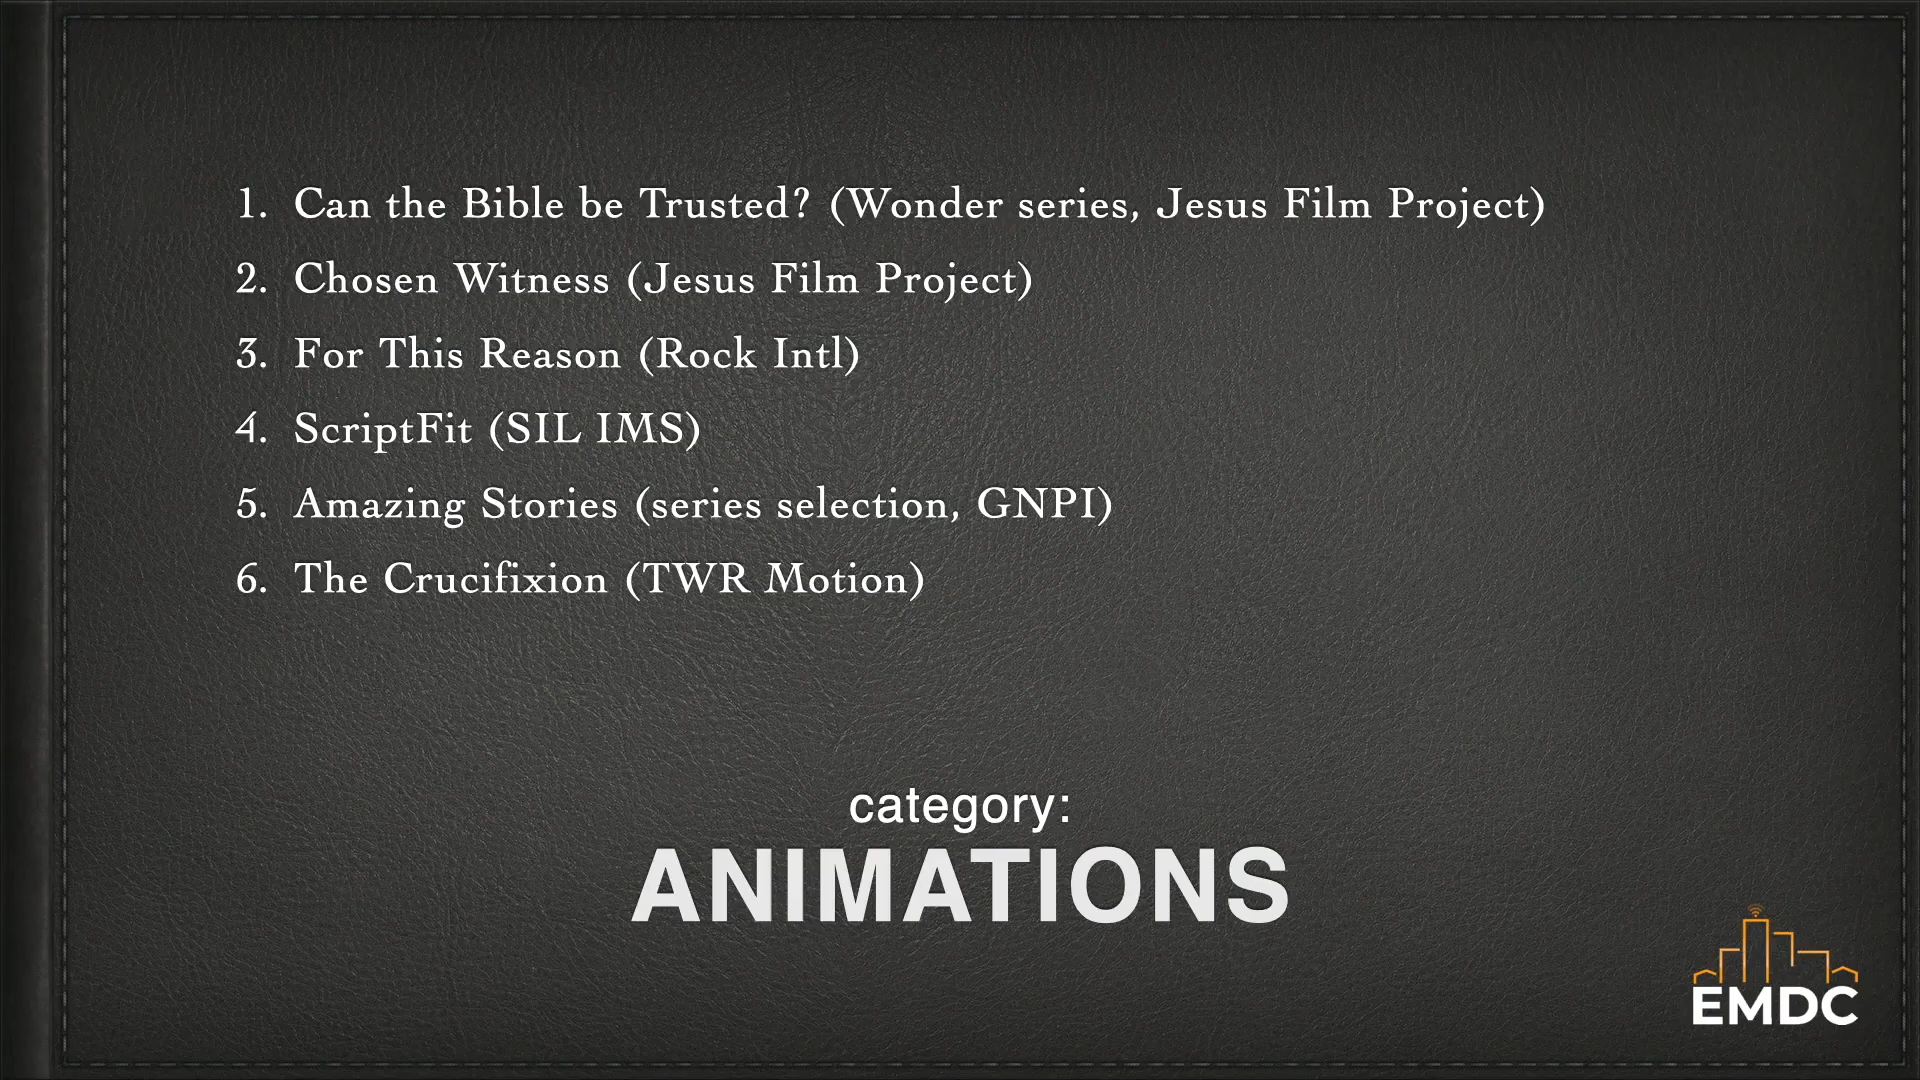 1. Can the Bible be Trusted? (Wonder series, Jesus Film Project)
2. Chosen Witness (Jesus Film Project)
3. For This Reason (Rock Intl)
4. ScriptFit (SIL IMS)
5. Amazing Stories (series selection, GNPI)
6. The Crucifixion (TWR Motion)
category:
ANIMATIONS
EMDC